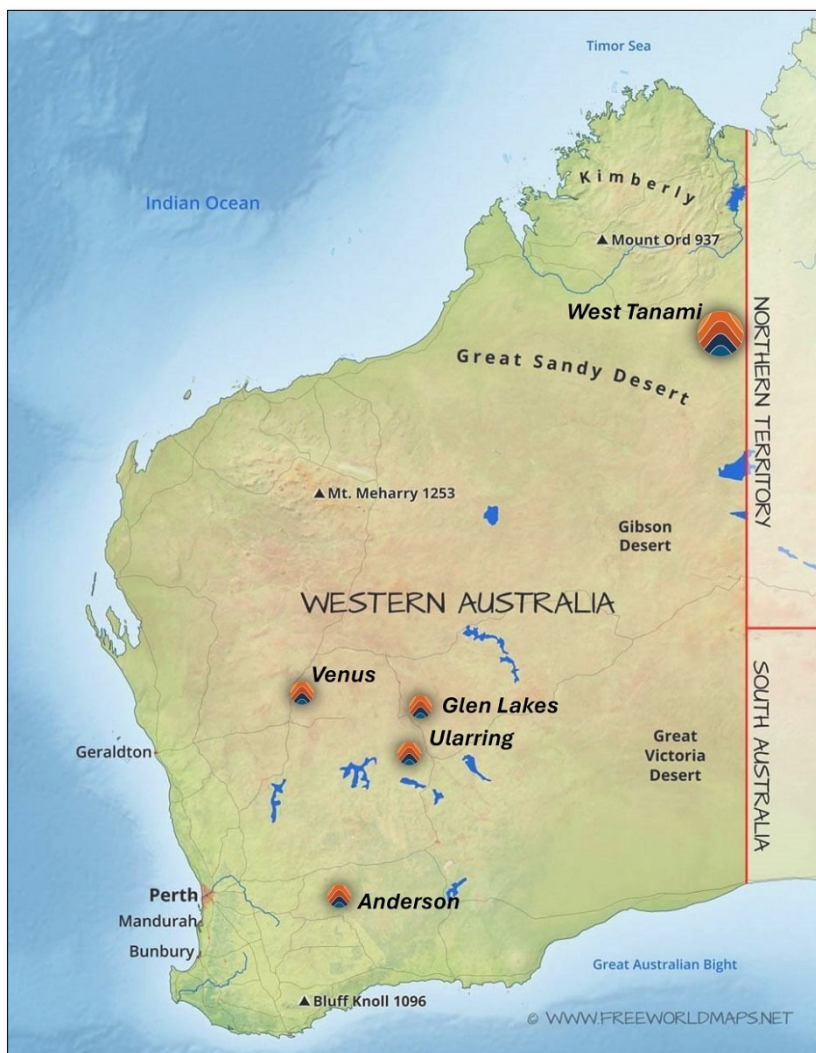 Timor Sea
Kimberly
Indian Ocean
Mount Ord 937
West Tanami
Great Sandy Desert
NORTHERN TERRITORY
Mt. Meharry 1253
Gibson
Desert
WESTERN AUSTRALIA
Venus
Glen Lakes
Ularring
Geraldton
Great
Victoria
Desert
SOUTH AUSTRALIA
Perth
Anderson
Mandurah
Bunbury
Great Australian Bight
Bluff Knoll 1096
© WWW.FREEWORLDMAPS.NET